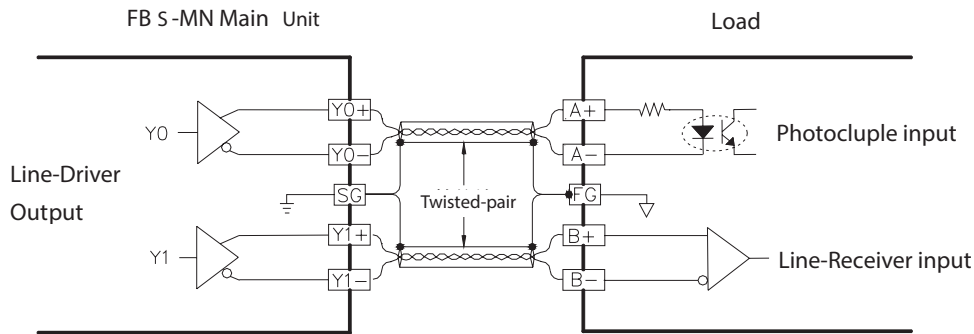 FB S -MN Main Unit
Load
Y0
Y0+
A+
Photocluple input
Y0-
A-
Line-Driver
Output
SG
Twisted-pair
FG
Y1
Y1+
B+
Line-Receiver input
Y1-
B-